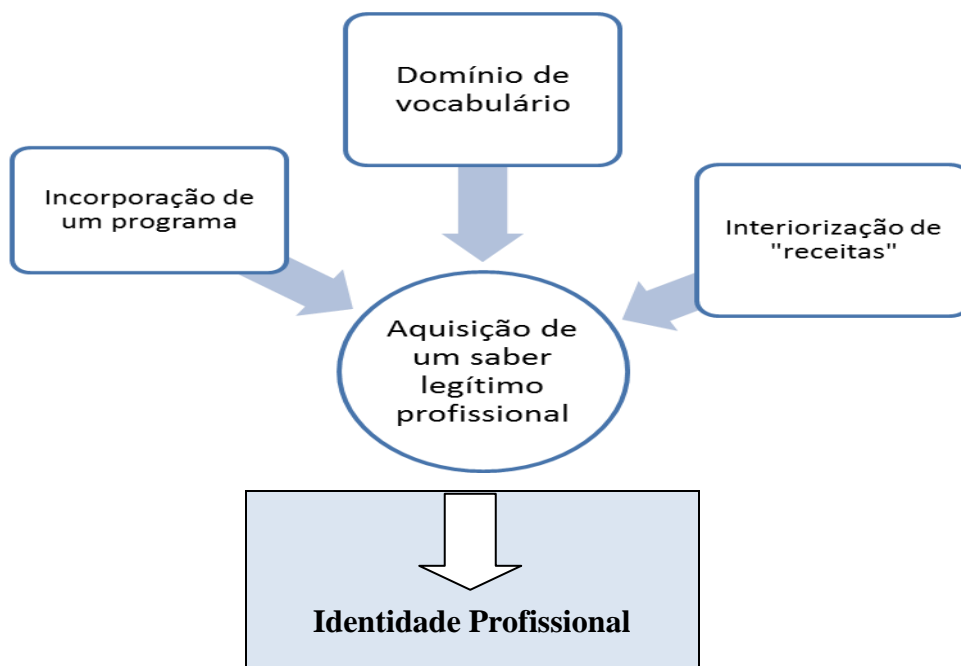 Domínio de
vocabulário
Incorporação de
um programa
Interiorização de
"receitas"
Aquisição de
um saber
legítimo
profissional
Identidade Profissional